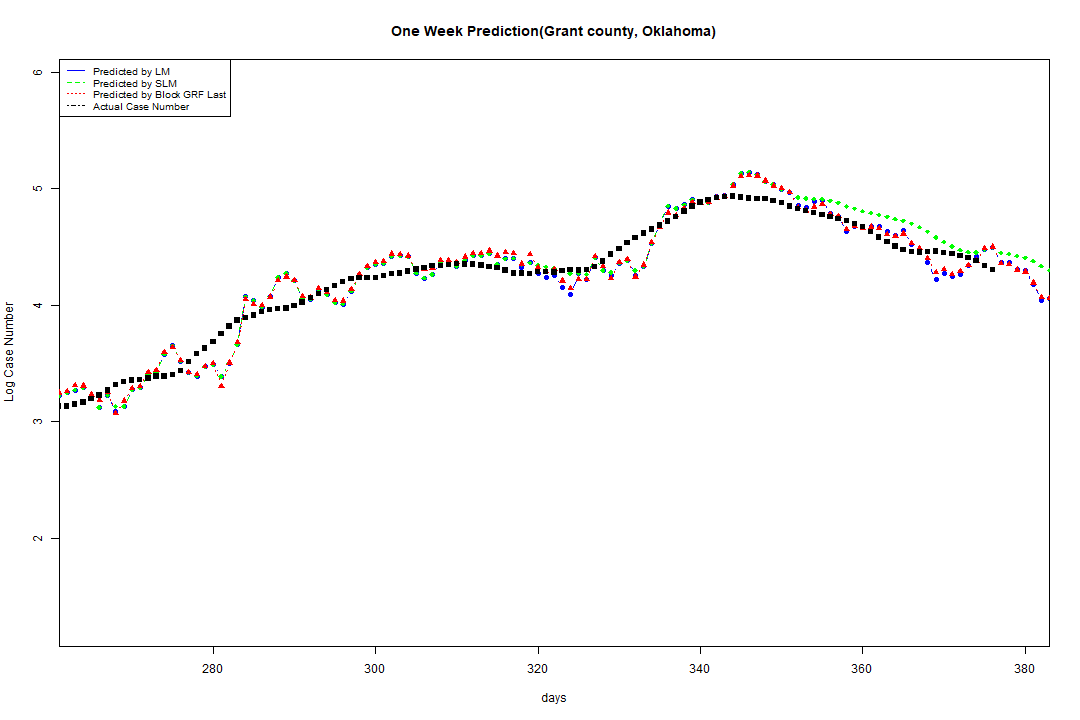 One Week Prediction(Grant county, Oklahoma)
Predicted by LM
Predicted by SLM
Predicted by Block GRF Last
Actual Case Number
6
5
4
3
2
Log Case Number
280 300 320 340 360 380
days